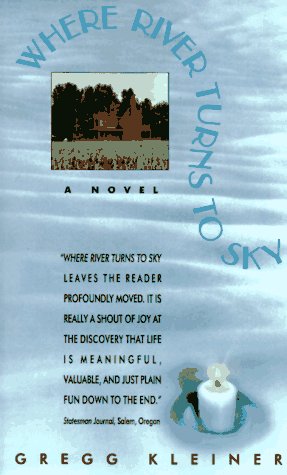 WHERE RIVER TURNS TO SKY
A NOVEL
"WHERE RIVER TURNS TO SKY
LEAVES THE READER
PROFOUNDLY MOVED. IT IS
REALLY A SHOUT OF JOY AT
THE DISCOVERY THAT LIFE
IS MEANINGFUL,
VALUABLE, AND JUST PLAIN
FUN DOWN TO THE END."
Statesman Journal, Salem, Oregon
GREGG KLEINER